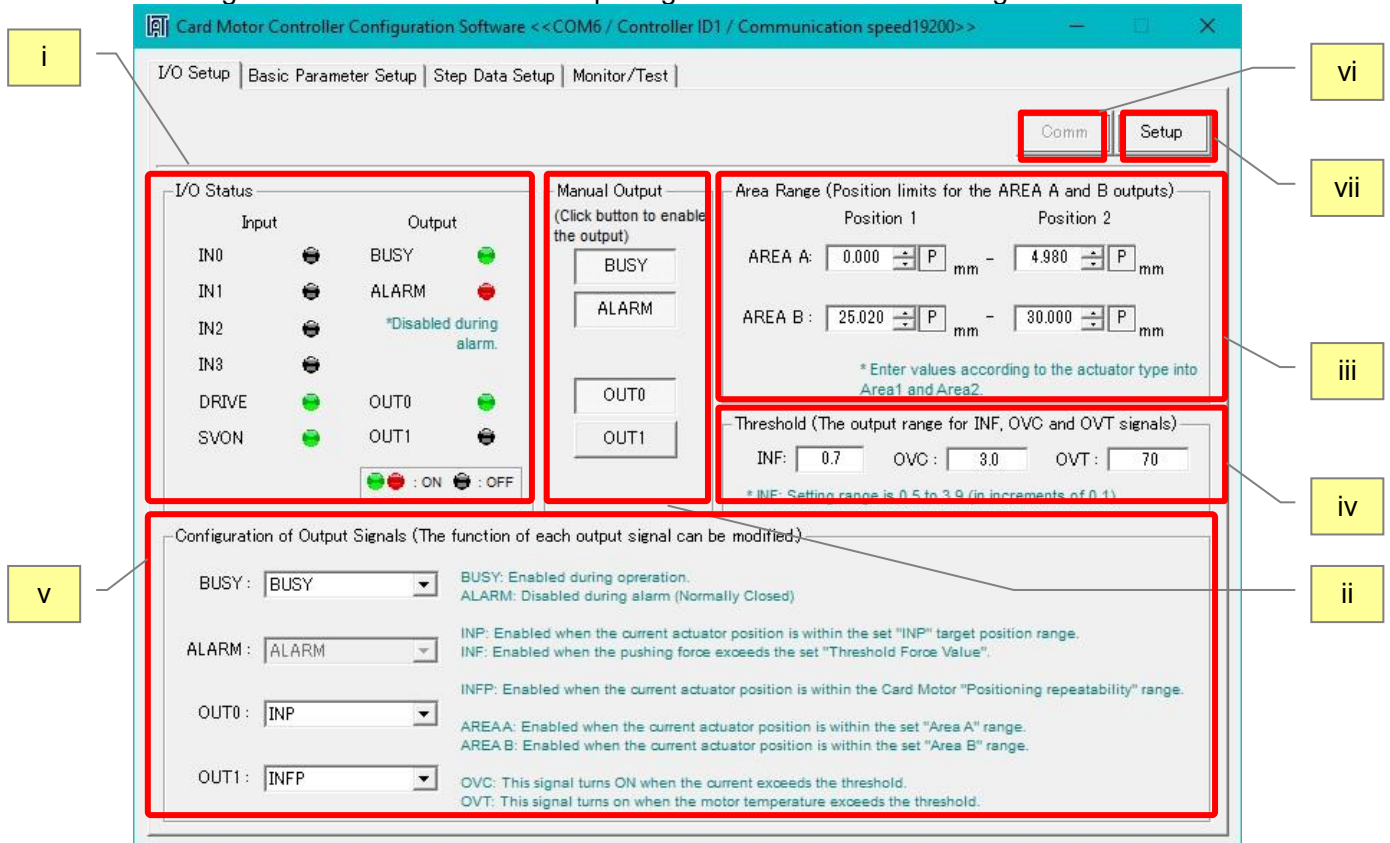 Card Motor Controller Configuration Software <<COM6 / Controller ID1 / Communication speed19200>>
i
I/O Setup Basic Parameter Setup Step Data Setup Monitor/Test
vi
Comm Setup
vii
I/O Status
Input Output
IN0 BUSY
IN1 ALARM
IN2 *Disabled during
alarm.
IN3
DRIVE OUT0
SVON OUT1
: ON : OFF
Manual Output
(Click button to enable
the output)
BUSY
ALARM
OUT0
OUT1
Area Range (Position limits for the AREA A and B outputs)
Position 1 Position 2
AREA A: 0.000 P mm - 4.980 P mm
AREA B : 25.020 P mm - 30.000 P mm
* Enter values according to the actuator type into
Area1 and Area2.
iii
Threshold (The output range for INF, OVC and OVT signals)
INF: 0.7 OVC : 3.0 OVT : 70
* INF: Setting range is 0.5 to 3.9 (in increments of 0.1)
iv
Configuration of Output Signals (The function of each output signal can be modified.)
v
ii
BUSY : BUSY
ALARM : ALARM
OUT0 : INP
OUT1 : INFP
BUSY: Enabled during opreration.
ALARM: Disabled during alarm (Normally Closed)
INP: Enabled when the current actuator position is within the set "INP" target position range.
INF: Enabled when the pushing force exceeds the set "Threshold Force Value".
INFP: Enabled when the current actuator position is within the Card Motor "Positioning repeatability" range.
AREAA: Enabled when the current actuator position is within the set "Area A" range.
AREA B: Enabled when the current actuator position is within the set "Area B" range.
OVC: This signal turns ON when the current exceeds the threshold.
OVT: This signal turns on when the motor temperature exceeds the threshold.